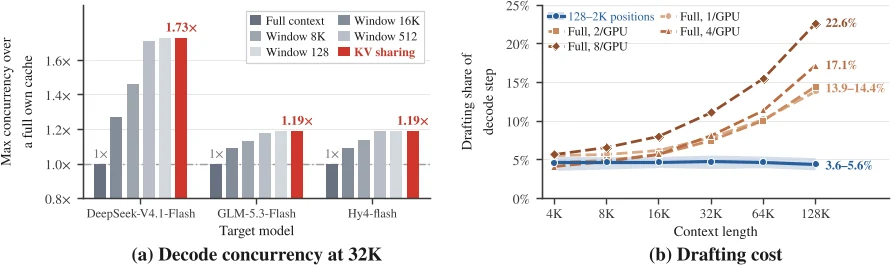 Max concurrency over
a full own cache
1.6×
1.4×
1.2×
1.0×
0.8×
Full context
Window 8K
Window 128
Window 16K
Window 512
KV sharing
1×
1.73×
1×
1.19×
1×
1.19×
DeepSeek-V4.1-Flash
GLM-5.3-Flash
Hy4-flash
Target model
(a) Decode concurrency at 32K
Drafting share of
decode step
25%
20%
15%
10%
5%
0%
128–2K positions
Full, 2/GPU
Full, 8/GPU
Full, 1/GPU
Full, 4/GPU
22.6%
17.1%
13.9–14.4%
3.6–5.6%
4K
8K
16K
32K
64K
128K
Context length
(b) Drafting cost